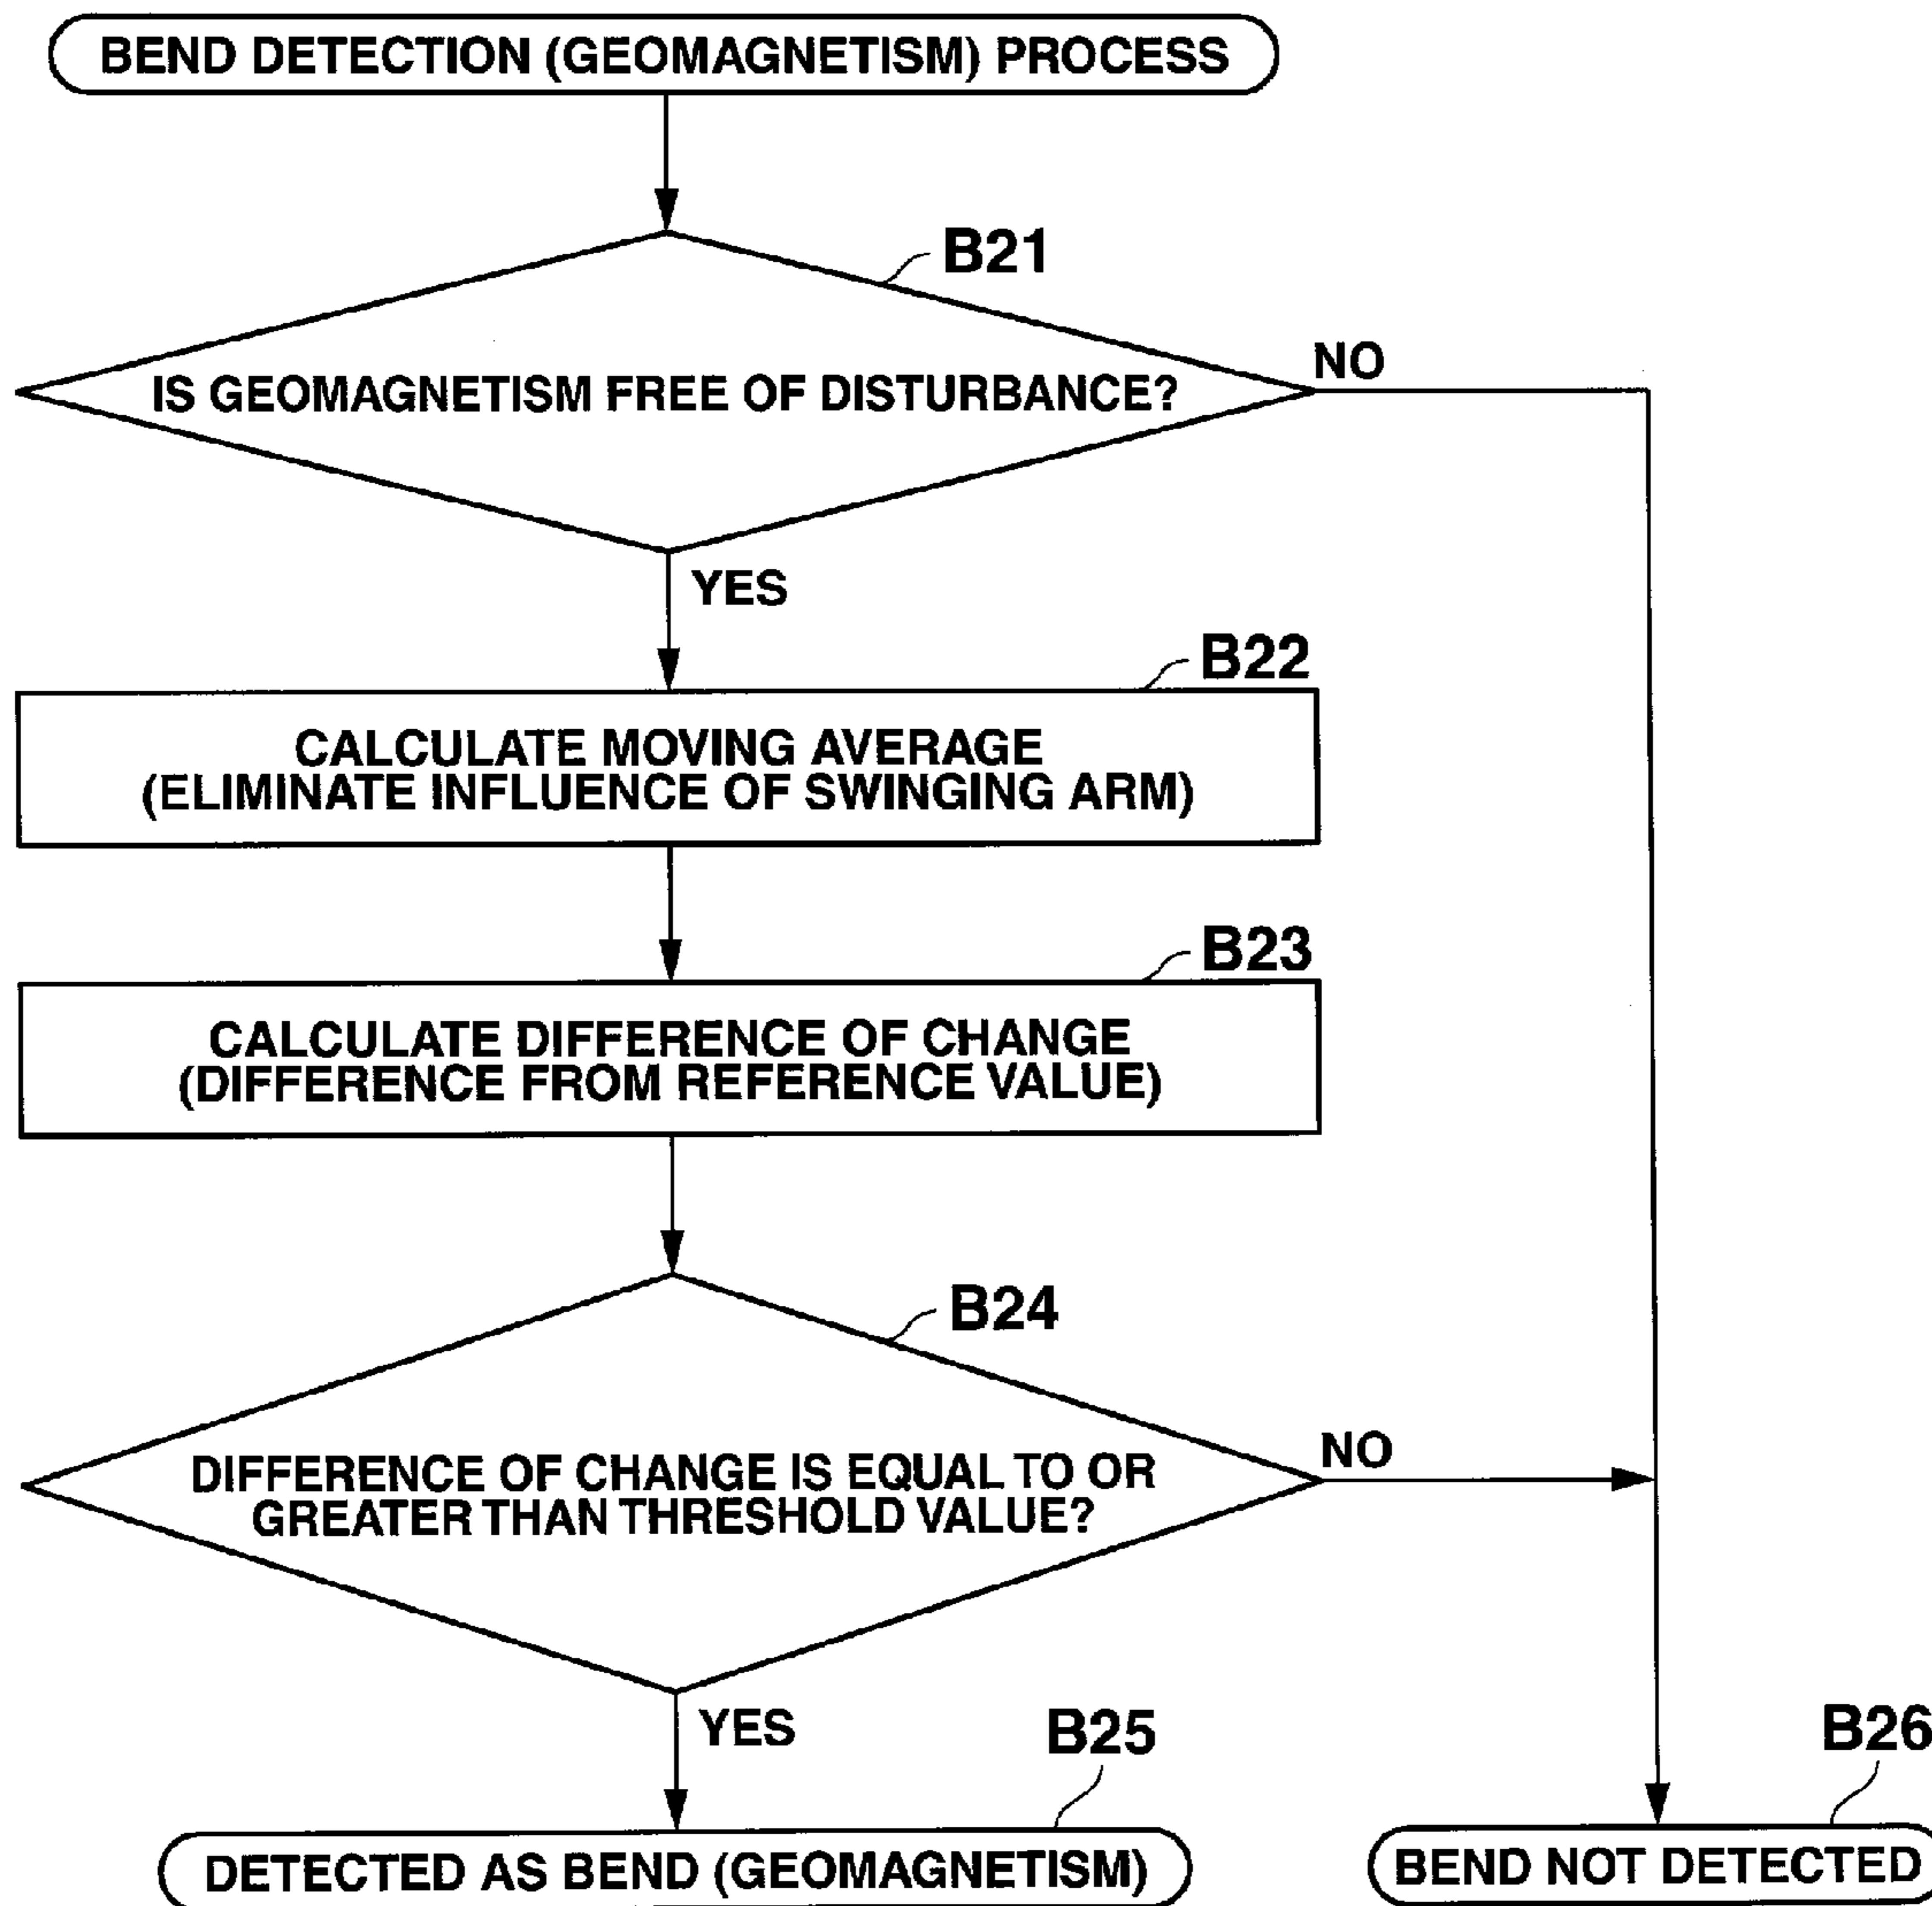 BEND DETECTION (GEOMAGNETISM) PROCESS
B21
IS GEOMAGNETISM FREE OF DISTURBANCE?
NO
YES
B22
CALCULATE MOVING AVERAGE
(ELIMINATE INFLUENCE OF SWINGING ARM)
B23
CALCULATE DIFFERENCE OF CHANGE
(DIFFERENCE FROM REFERENCE VALUE)
B24
DIFFERENCE OF CHANGE IS EQUAL TO OR
GREATER THAN THRESHOLD VALUE?
NO
YES
B25
B26
DETECTED AS BEND (GEOMAGNETISM)
BEND NOT DETECTED